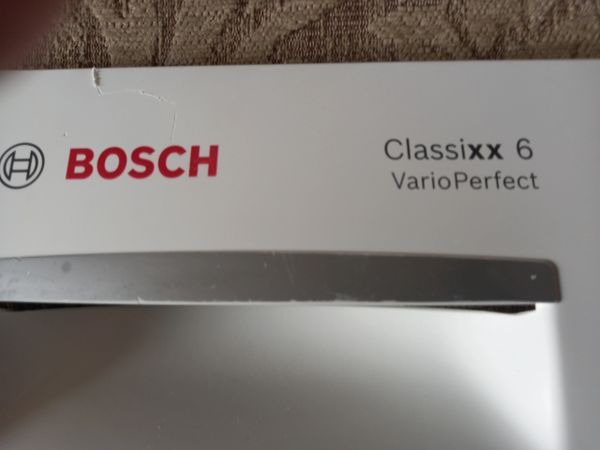 BOSCH
Classixx 6
VarioPerfect